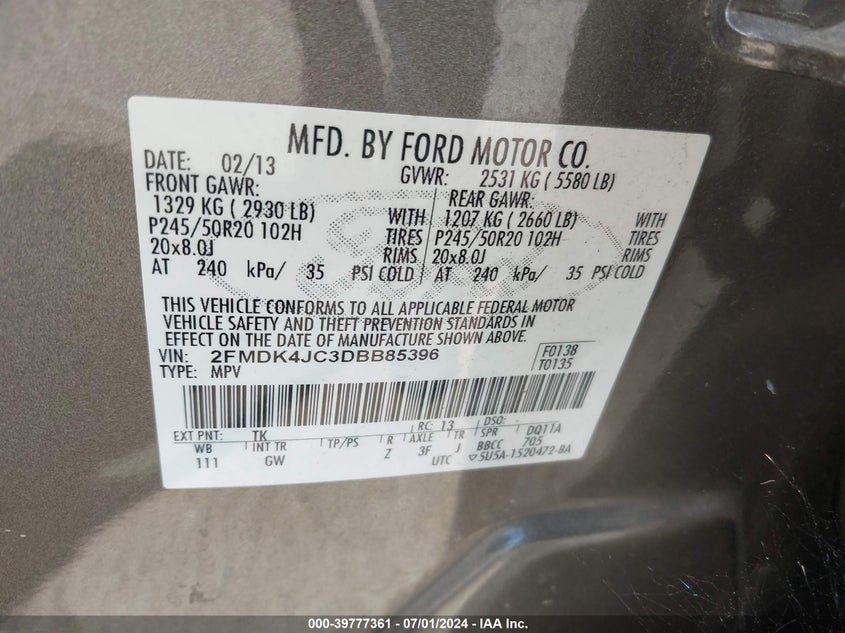 MFD. BY FORD MOTOR CO.
DATE: 02/13 GVWR: 2531 KG ( 5580 LB)
FRONT GAWR: REAR GAWR:
1329 KG ( 2930 LB) WITH 1207 KG ( 2660 LB) WITH
P245/50R20 102H TIRES P245/50R20 102H TIRES
20x8.0J RIMS 20x8.0J RIMS
AT 240 kPa/ 35 PSI COLD AT 240 kPa/ 35 PSI COLD
THIS VEHICLE CONFORMS TO ALL APPLICABLE FEDERAL MOTOR
VEHICLE SAFETY AND THEFT PREVENTION STANDARDS IN
EFFECT ON THE DATE OF MANUFACTURE SHOWN ABOVE.
VIN: 2FMDK4JC3DBB85396 F0138
TYPE: MPV T0135
EXT PNT: TK RC: 13 DSO:
WB INT TR TP/PS R AXLE TR SPR DQ11A
111 GW Z 3F J BBCC 705
UTC ▽5U5A-1520472-BA
000-39777361 - 07/01/2024 - IAA Holdings, LLC.